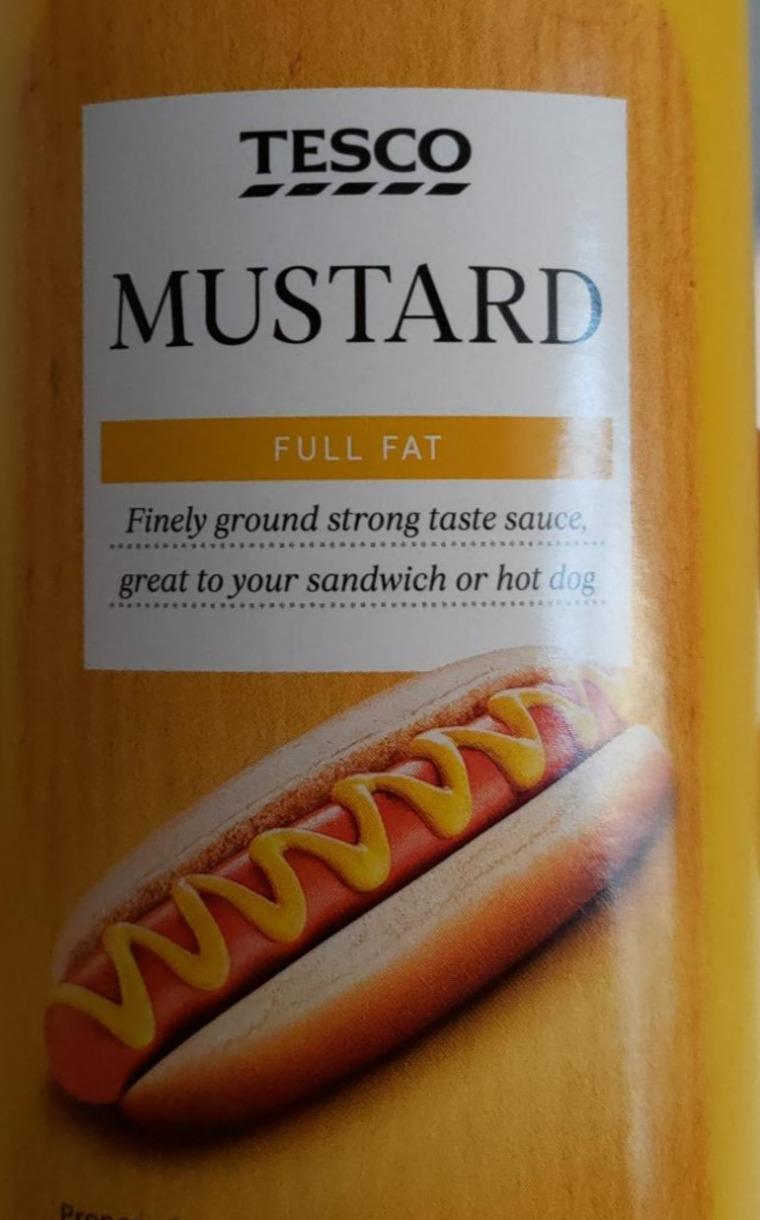 TESCO
MUSTARD
FULL FAT
Finely ground strong taste sauce,
great to your sandwich or hot dog